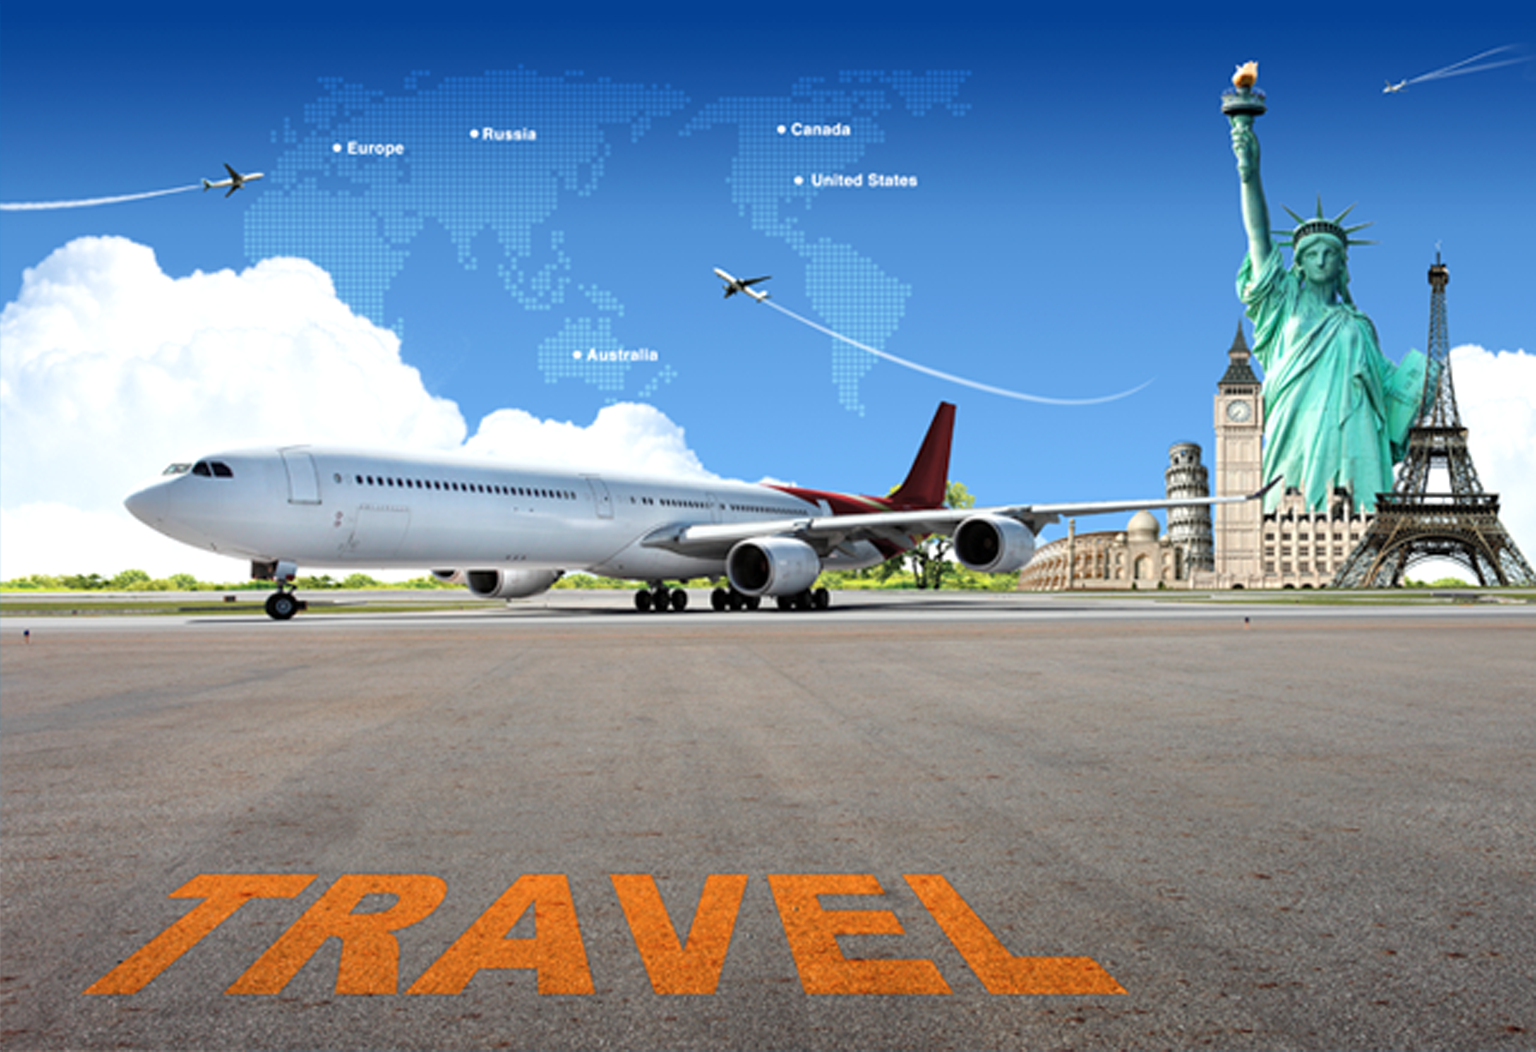 Russia
Canada
Europe
United States
Australia
TRAVEL